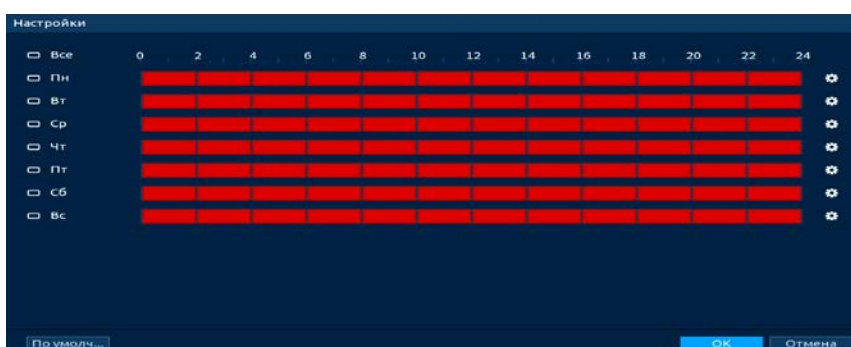 Настройки
Все 0 2 4 6 8 10 12 14 16 18 20 22 24
Пн
Вт
Ср
Чт
Пт
Сб
Вс
По умолч... OK Отмена